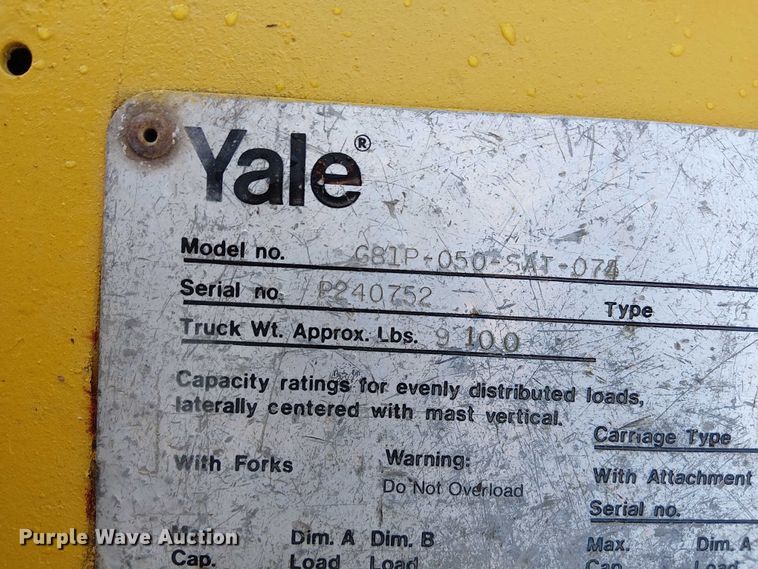 Yale®
Model no. G81P-050-SAT-074
Serial no. P240752 Type
Truck Wt. Approx. Lbs. 9100
Capacity ratings for evenly distributed loads,
laterally centered with mast vertical.
Carriage Type
With Forks Warning: With Attachment
Do Not Overload
Serial no.
Dim. A Dim. B Max. Dim. A
Cap. Load Load Cap. Load
Purple Wave Auction